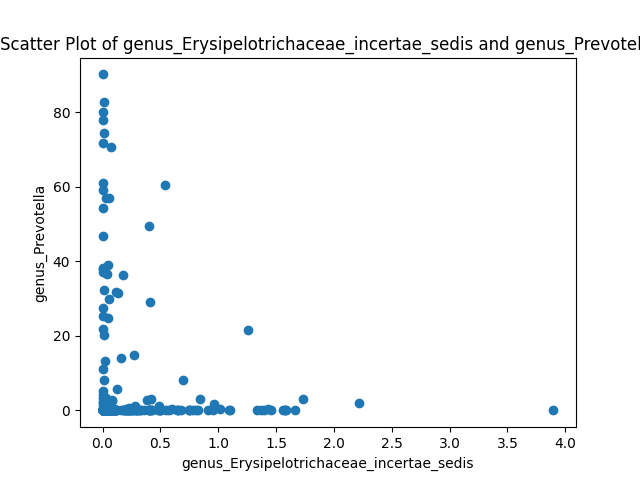 Scatter Plot of genus_Erysipelotrichaceae_incertae_sedis and genus_Prevotel
80
60
40
20
0
genus_Prevotella
0.0 0.5 1.0 1.5 2.0 2.5 3.0 3.5 4.0
genus_Erysipelotrichaceae_incertae_sedis